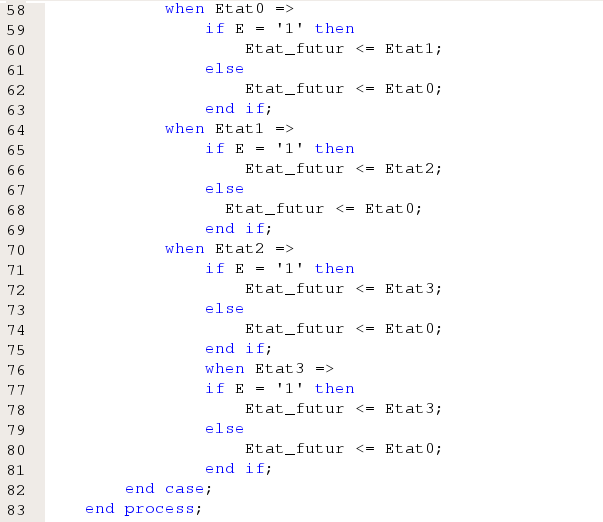 58 when Etat0 =>
59 if E = '1' then
60 Etat_futur <= Etat1;
61 else
62 Etat_futur <= Etat0;
63 end if;
64 when Etat1 =>
65 if E = '1' then
66 Etat_futur <= Etat2;
67 else
68 Etat_futur <= Etat0;
69 end if;
70 when Etat2 =>
71 if E = '1' then
72 Etat_futur <= Etat3;
73 else
74 Etat_futur <= Etat0;
75 end if;
76 when Etat3 =>
77 if E = '1' then
78 Etat_futur <= Etat3;
79 else
80 Etat_futur <= Etat0;
81 end if;
82 end case;
83 end process;